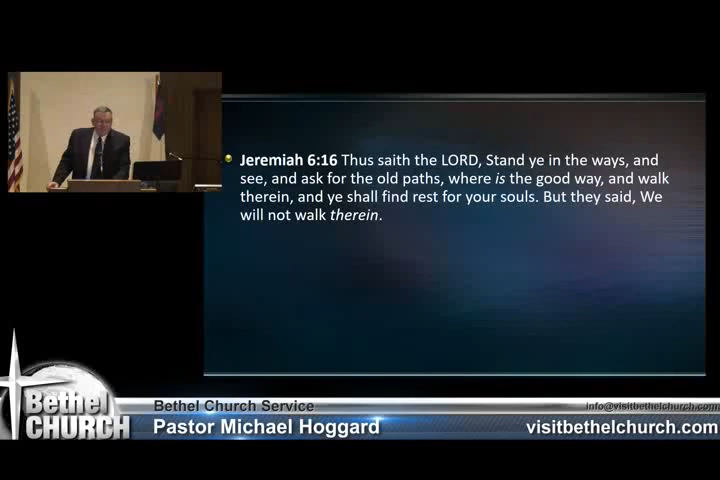 Jeremiah 6:16 Thus saith the LORD, Stand ye in the ways, and
see, and ask for the old paths, where is the good way, and walk
therein, and ye shall find rest for your souls. But they said, We
will not walk therein.
Bethel
CHURCH
Bethel Church Service
info@visitbethelchurch.com
Pastor Michael Hoggard
visitbethelchurch.com